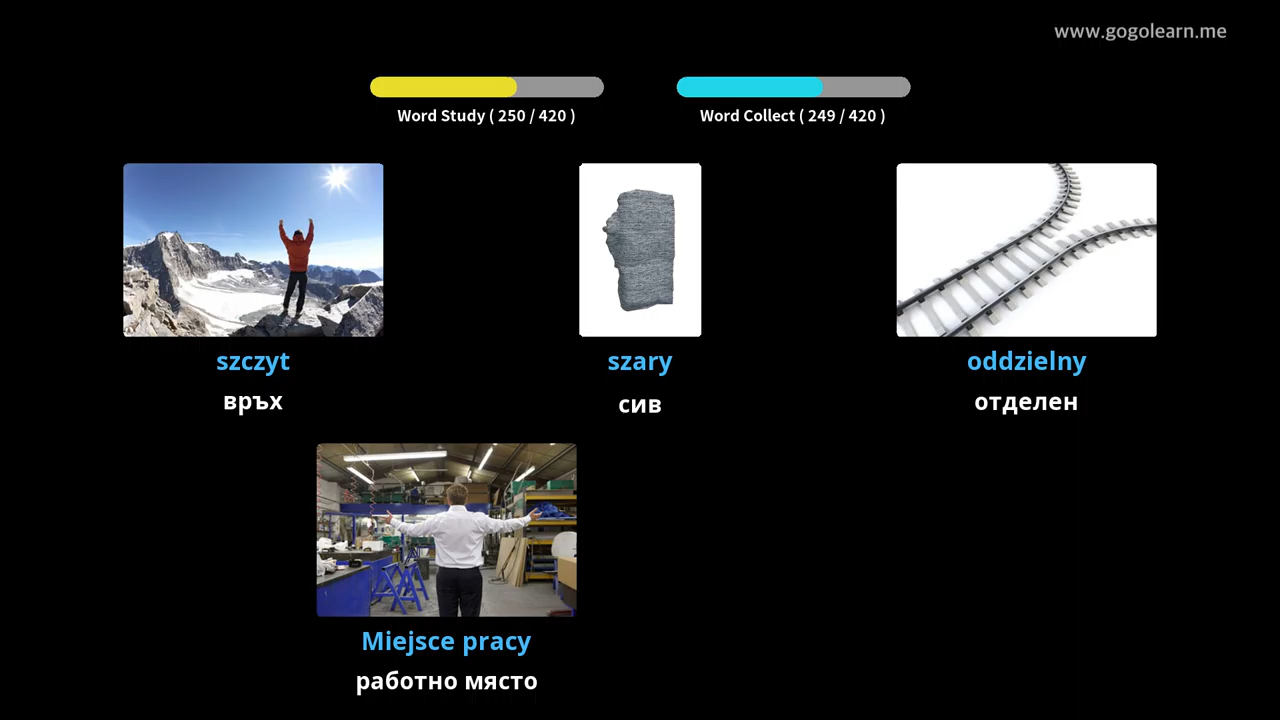 www.gogolearn.me
Word Study ( 250 / 420 )
Word Collect ( 249 / 420 )
szczyt
szary
oddzielny
връх
сив
отделен
Miejsce pracy
работно място